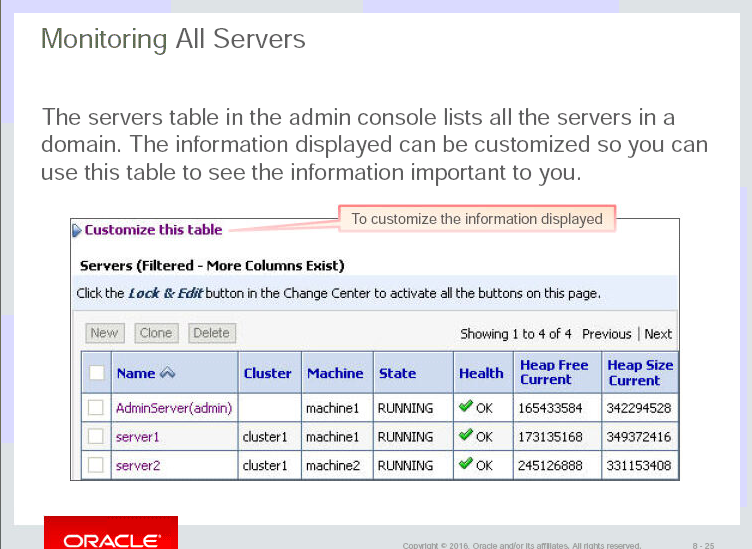 Monitoring All Servers
The servers table in the admin console lists all the servers in a
domain. The information displayed can be customized so you can
use this table to see the information important to you.
Customize this table
To customize the information displayed
Servers (Filtered - More Columns Exist)
Click the Lock & Edit button in the Change Center to activate all the buttons on this page.
New Clone Delete Showing 1 to 4 of 4 Previous | Next
Name Cluster Machine State Health Heap Free Current Heap Size Current
AdminServer(admin) machine1 RUNNING OK 165433584 342294528
server1 cluster1 machine1 RUNNING OK 173135168 349372416
server2 cluster1 machine2 RUNNING OK 245126888 331153408
ORACLE
Copyright © 2016, Oracle and/or its affiliates. All rights reserved. 8 - 25